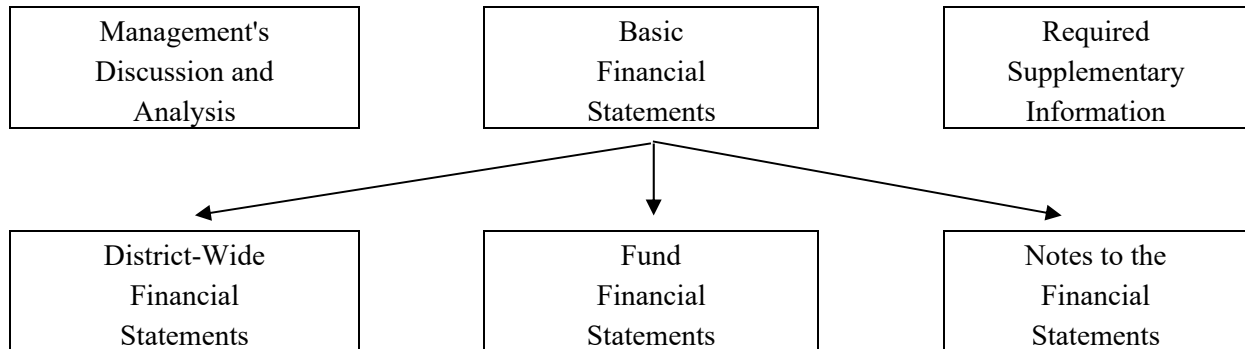 Management's
Discussion and
Analysis
Basic
Financial
Statements
Required
Supplementary
Information
District-Wide
Financial
Statements
Fund
Financial
Statements
Notes to the
Financial
Statements